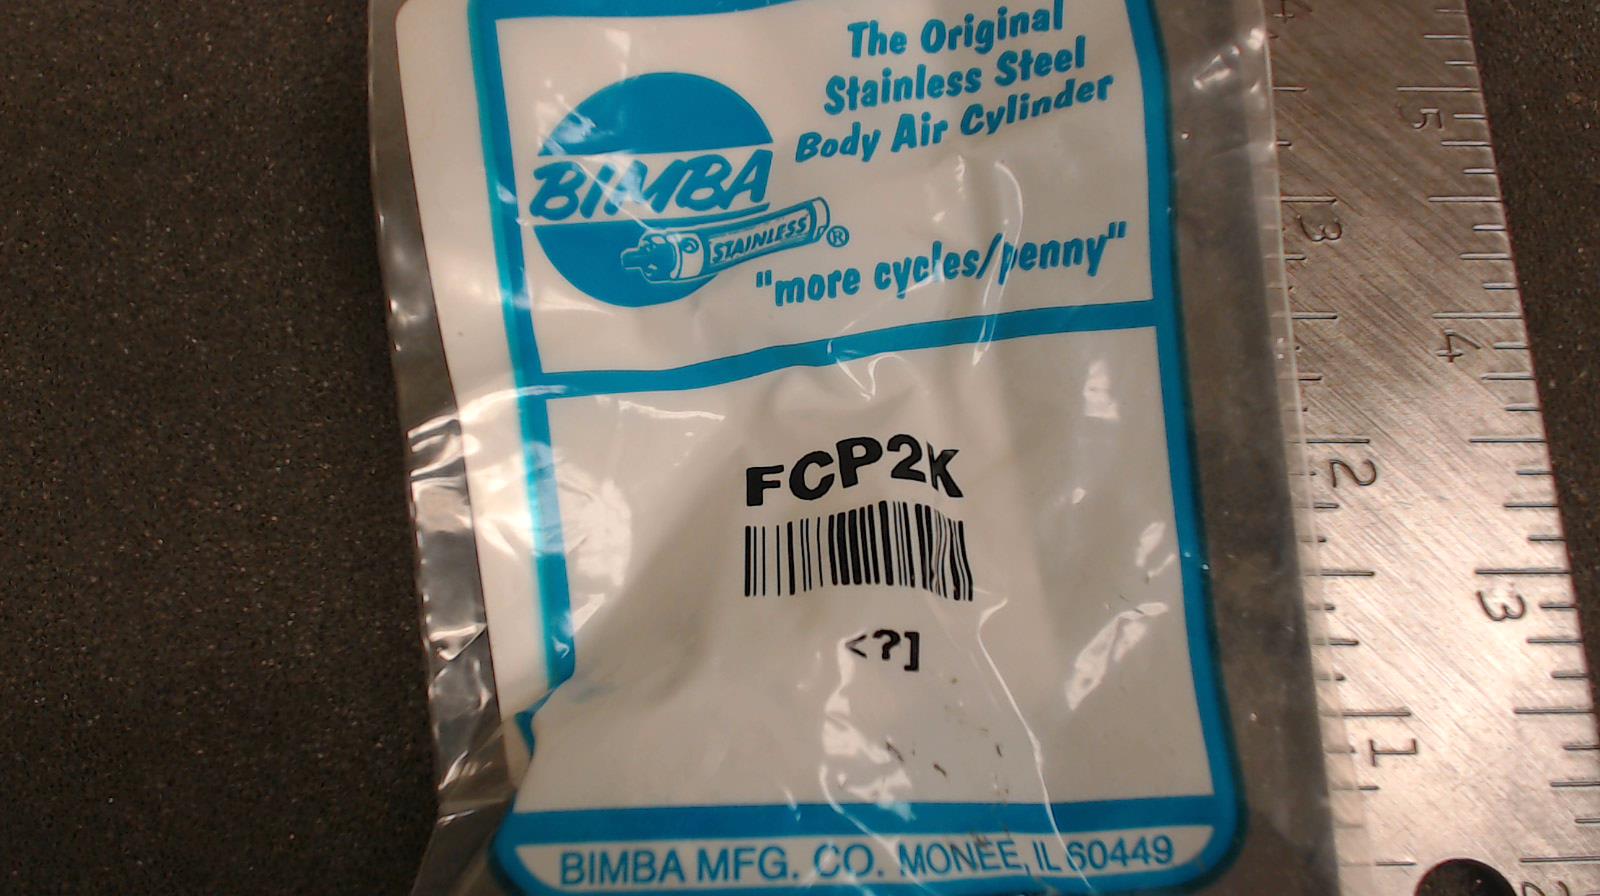 The Original
Stainless Steel
Body Air Cylinder
BIMBA
STAINLESS
®
"more cycles/penny"
FCP2K
<?]
BIMBA MFG. CO. MONEE, IL 60449
5
4
3
3
2
1